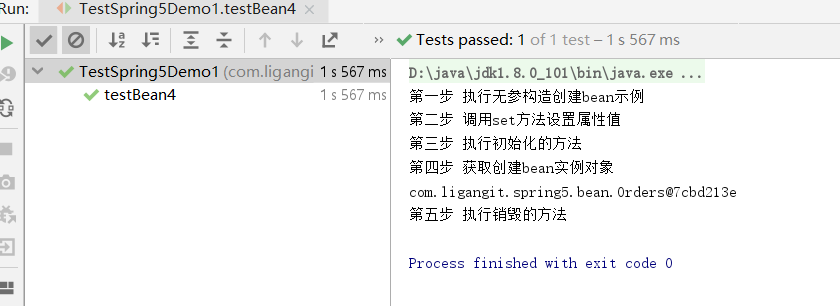 Run: TestSpring5Demo1.testBean4 ×
» Tests passed: 1 of 1 test – 1 s 567 ms
TestSpring5Demo1 (com.ligangi 1 s 567 ms
testBean4 1 s 567 ms
D:\java\jdk1.8.0_101\bin\java.exe ...
第一步 执行无参构造创建bean示例
第二步 调用set方法设置属性值
第三步 执行初始化的方法
第四步 获取创建bean实例对象
com.ligangit.spring5.bean.Orders@7cbd213e
第五步 执行销毁的方法
Process finished with exit code 0